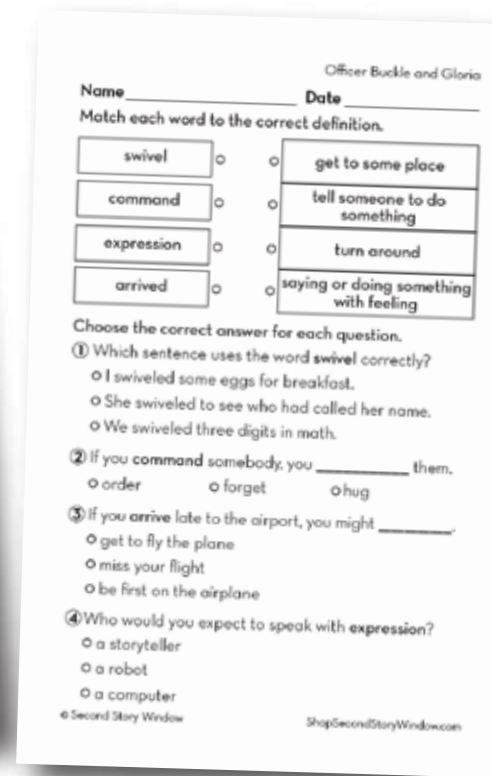 Officer Buckle and Gloria
Name Date
Match each word to the correct definition.
swivel get to some place
command tell someone to do
something
expression turn around
arrived saying or doing something
with feeling
Choose the correct answer for each question.
① Which sentence uses the word swivel correctly?
I swiveled some eggs for breakfast.
She swiveled to see who had called her name.
We swiveled three digits in math.
② If you command somebody, you __________ them.
order forget hug
③ If you arrive late to the airport, you might ________.
get to fly the plane
miss your flight
be first on the airplane
④ Who would you expect to speak with expression?
a storyteller
a robot
a computer
© Second Story Window ShopSecondStoryWindow.com